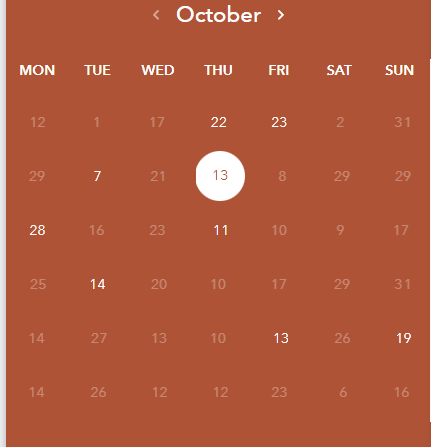 ‹ October ›
MON TUE WED THU FRI SAT SUN
12 1 17 22 23 2 31
29 7 21 13 8 29 29
28 16 23 11 10 9 17
25 14 20 10 17 29 31
14 27 13 10 13 26 19
14 26 12 12 23 6 16